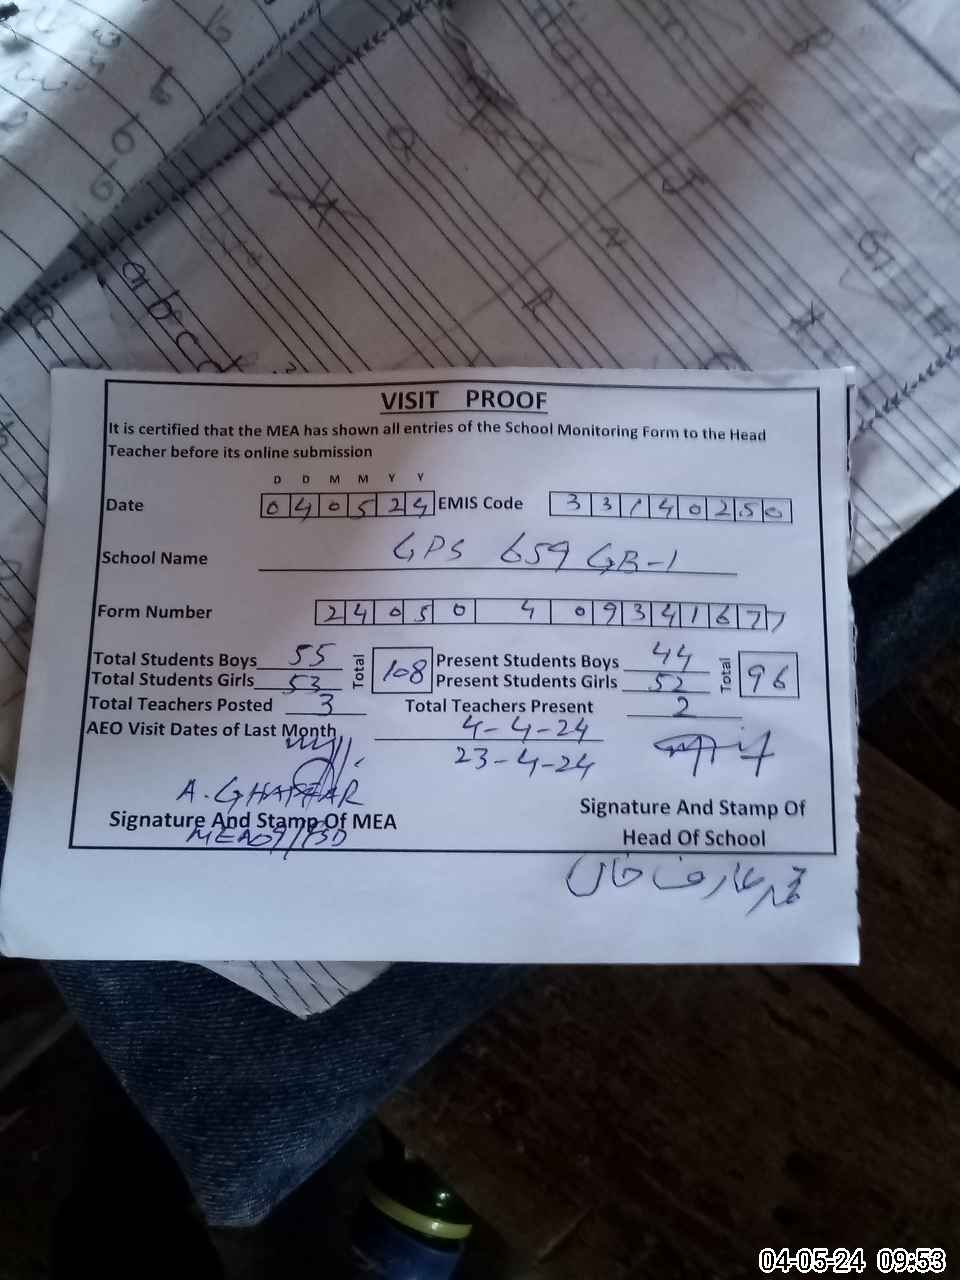 a b c d
VISIT PROOF
It is certified that the MEA has shown all entries of the School Monitoring Form to the Head
Teacher before its online submission
D D M M Y Y
Date 040524 EMIS Code 33140250
School Name GPS 659 GB-1
Form Number 24050 4 09341677
Total Students Boys 55 Total 108 Present Students Boys 44 Total 96
Total Students Girls 53 Present Students Girls 52
Total Teachers Posted 3 Total Teachers Present 2
AEO Visit Dates of Last Month 4-4-24
23-4-24
A. GHAFFAR
Signature And Stamp Of MEA
Signature And Stamp Of
Head Of School
محمد عارف خان
04-05-24 09:53